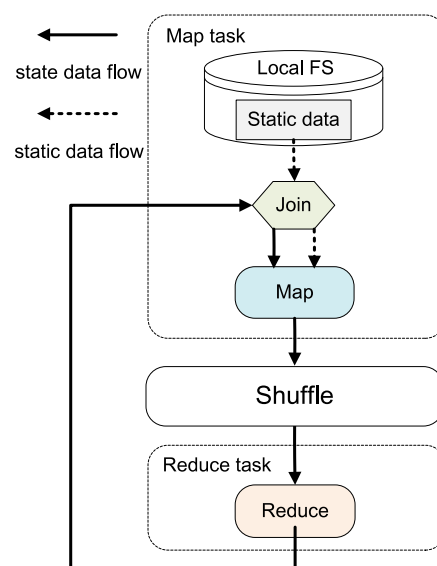 Map task
Local FS
state data flow
Static data
static data flow
Join
Map
Shuffle
Reduce task
Reduce